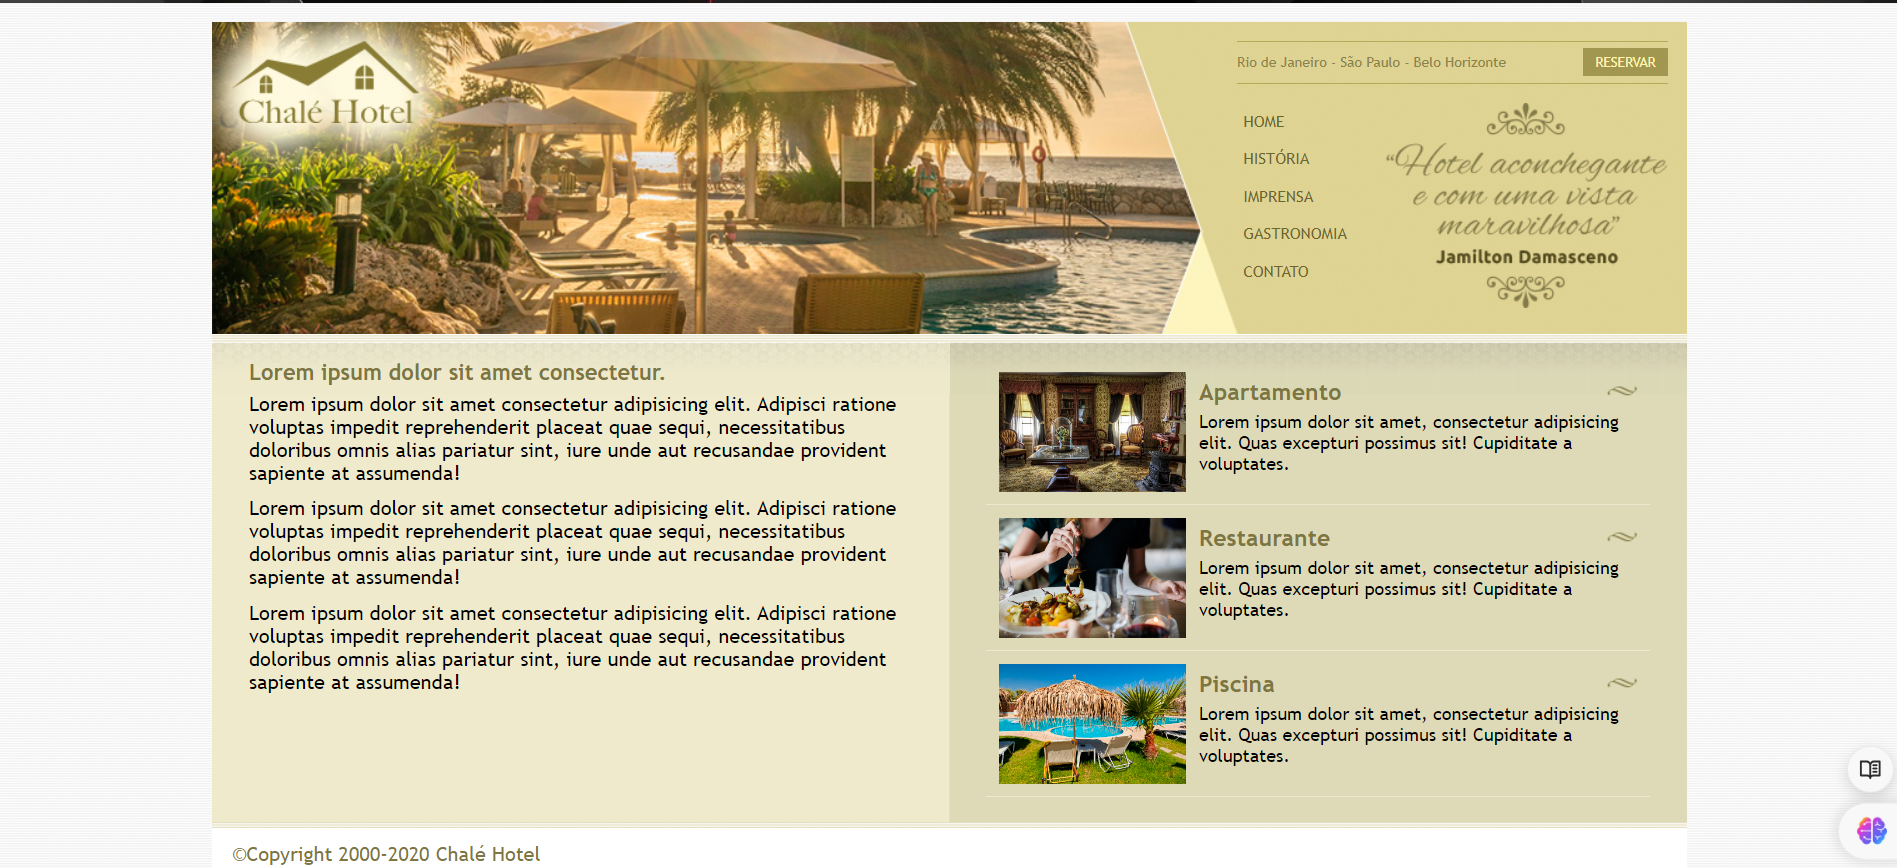 Chalé Hotel
Rio de Janeiro - São Paulo - Belo Horizonte
RESERVAR
HOME
HISTÓRIA
IMPRENSA
GASTRONOMIA
CONTATO
“Hotel aconchegante
e com uma vista
maravilhosa”
Jamilton Damasceno
Lorem ipsum dolor sit amet consectetur.
Lorem ipsum dolor sit amet consectetur adipisicing elit. Adipisci ratione
voluptas impedit reprehenderit placeat quae sequi, necessitatibus
doloribus omnis alias pariatur sint, iure unde aut recusandae provident
sapiente at assumenda!
Lorem ipsum dolor sit amet consectetur adipisicing elit. Adipisci ratione
voluptas impedit reprehenderit placeat quae sequi, necessitatibus
doloribus omnis alias pariatur sint, iure unde aut recusandae provident
sapiente at assumenda!
Lorem ipsum dolor sit amet consectetur adipisicing elit. Adipisci ratione
voluptas impedit reprehenderit placeat quae sequi, necessitatibus
doloribus omnis alias pariatur sint, iure unde aut recusandae provident
sapiente at assumenda!
Apartamento
Lorem ipsum dolor sit amet, consectetur adipisicing
elit. Quas excepturi possimus sit! Cupiditate a
voluptates.
Restaurante
Lorem ipsum dolor sit amet, consectetur adipisicing
elit. Quas excepturi possimus sit! Cupiditate a
voluptates.
Piscina
Lorem ipsum dolor sit amet, consectetur adipisicing
elit. Quas excepturi possimus sit! Cupiditate a
voluptates.
©Copyright 2000-2020 Chalé Hotel